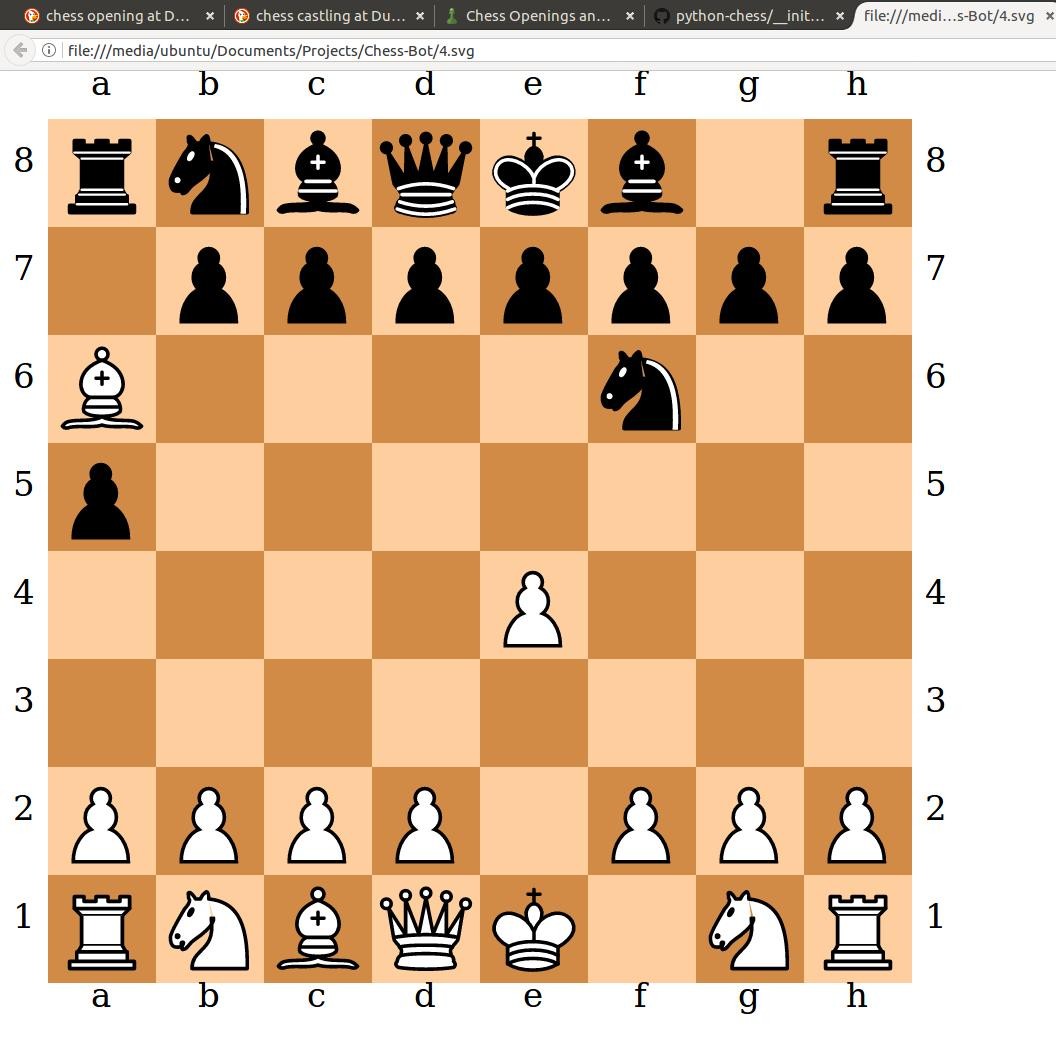 chess opening at D... × chess castling at Du... × Chess Openings an... × python-chess/__init... × file:///medi...s-Bot/4.svg ×
file:///media/ubuntu/Documents/Projects/Chess-Bot/4.svg
a b c d e f g h
8 8
7 7
6 6
5 5
4 4
3 3
2 2
1 1
a b c d e f g h